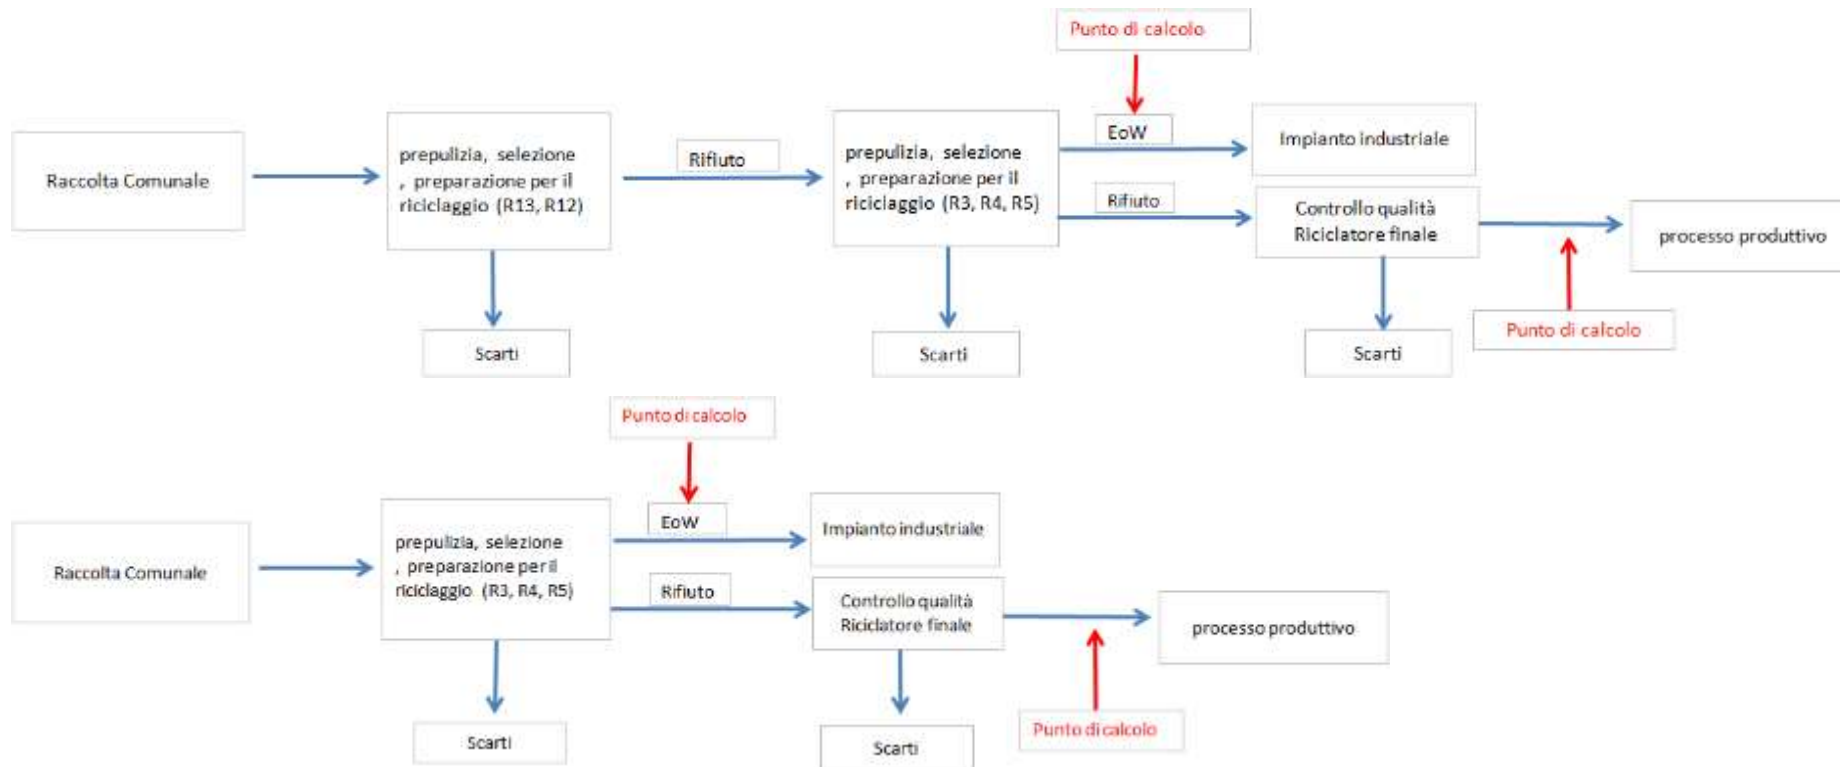 Punto di calcolo
Raccolta Comunale
prepulizia, selezione
, preparazione per il
riciclaggio (R13, R12)
Rifiuto
prepulizia, selezione
, preparazione per il
riciclaggio (R3, R4, R5)
EoW
Impianto industriale
Rifiuto
Controllo qualità
Riciclatore finale
processo produttivo
Scarti
Scarti
Scarti
Punto di calcolo
Punto di calcolo
Raccolta Comunale
prepulizia, selezione
, preparazione per il
riciclaggio (R3, R4, R5)
EoW
Impianto industriale
Rifiuto
Controllo qualità
Riciclatore finale
processo produttivo
Scarti
Scarti
Punto di calcolo